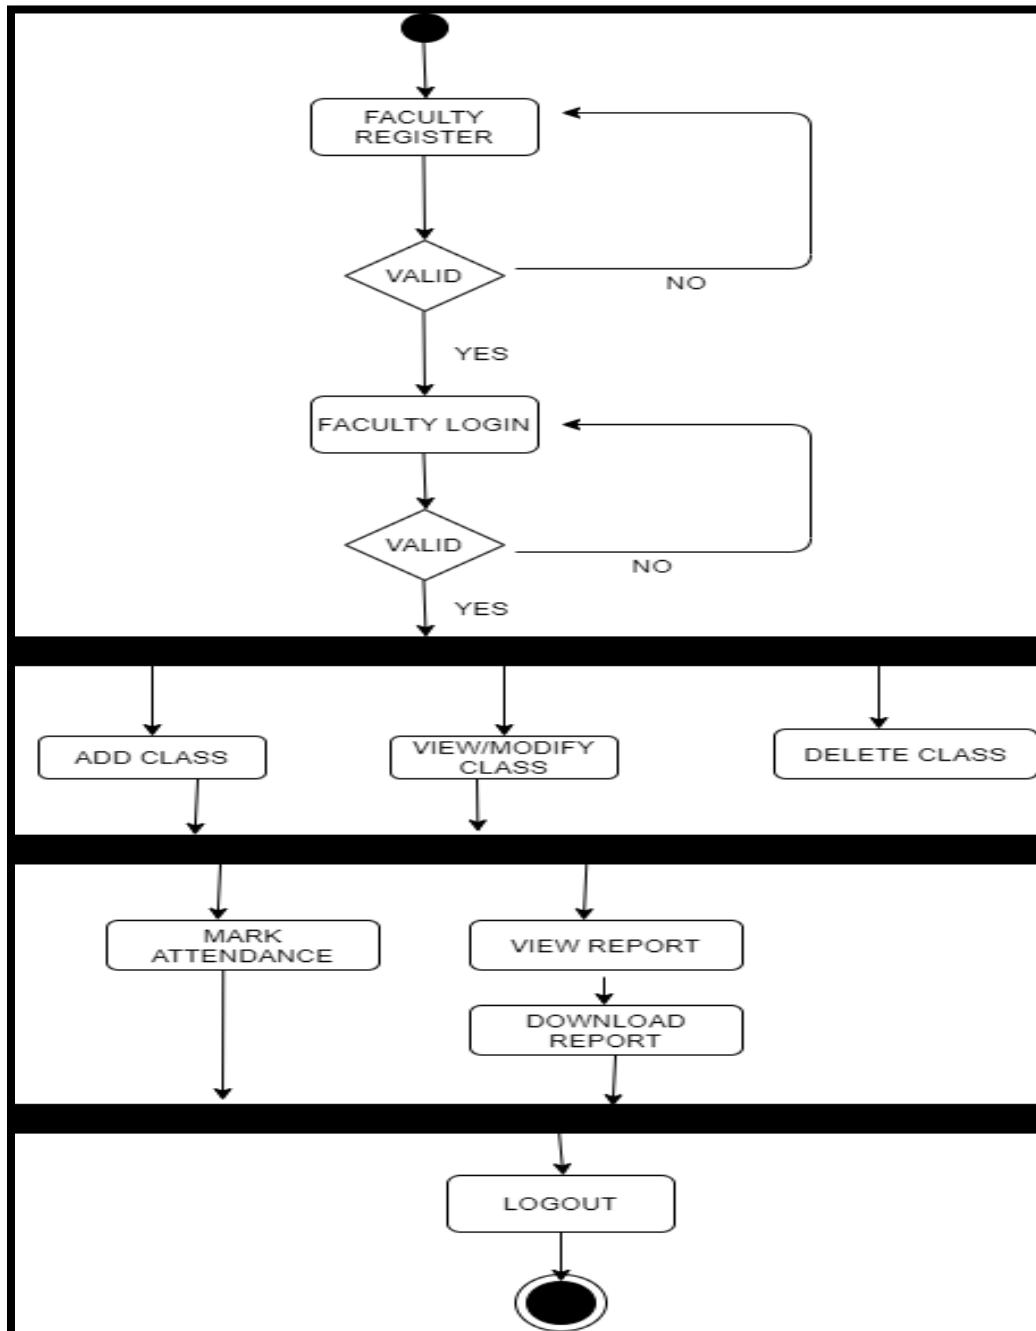 FACULTY
REGISTER
VALID
NO
YES
FACULTY LOGIN
VALID
NO
YES
ADD CLASS
VIEW/MODIFY
CLASS
DELETE CLASS
MARK
ATTENDANCE
VIEW REPORT
DOWNLOAD
REPORT
LOGOUT